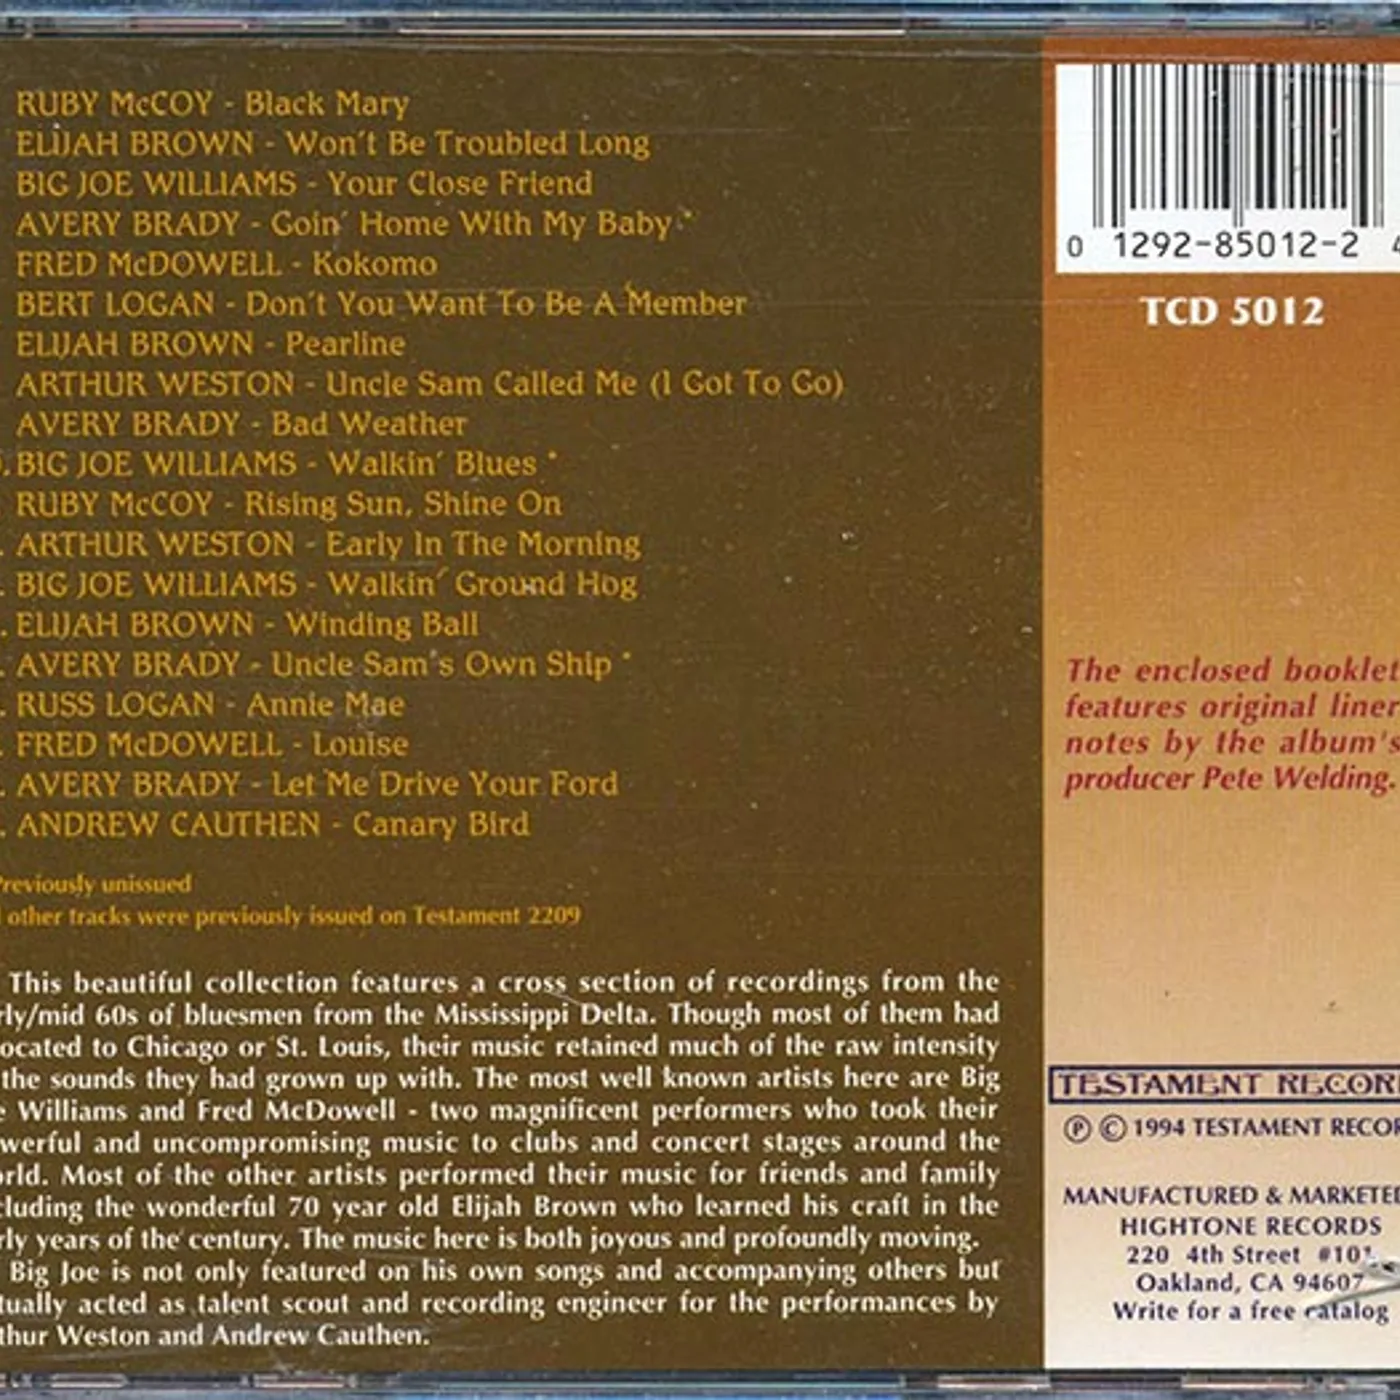 RUBY McCOY - Black Mary
ELIJAH BROWN - Won't Be Troubled Long
BIG JOE WILLIAMS - Your Close Friend
AVERY BRADY - Goin' Home With My Baby *
FRED McDOWELL - Kokomo
BERT LOGAN - Don't You Want To Be A Member
ELIJAH BROWN - Pearline
ARTHUR WESTON - Uncle Sam Called Me (I Got To Go)
AVERY BRADY - Bad Weather
. BIG JOE WILLIAMS - Walkin' Blues *
RUBY McCOY - Rising Sun, Shine On
. ARTHUR WESTON - Early In The Morning
. BIG JOE WILLIAMS - Walkin' Ground Hog
. ELIJAH BROWN - Winding Ball
. AVERY BRADY - Uncle Sam's Own Ship *
. RUSS LOGAN - Annie Mae
. FRED McDOWELL - Louise
. AVERY BRADY - Let Me Drive Your Ford
. ANDREW CAUTHEN - Canary Bird
Previously unissued
other tracks were previously issued on Testament 2209
This beautiful collection features a cross section of recordings from the
rly/mid 60s of bluesmen from the Mississippi Delta. Though most of them had
ocated to Chicago or St. Louis, their music retained much of the raw intensity
the sounds they had grown up with. The most well known artists here are Big
e Williams and Fred McDowell - two magnificent performers who took their
werful and uncompromising music to clubs and concert stages around the
orld. Most of the other artists performed their music for friends and family
cluding the wonderful 70 year old Elijah Brown who learned his craft in the
rly years of the century. The music here is both joyous and profoundly moving.
Big Joe is not only featured on his own songs and accompanying others but
tually acted as talent scout and recording engineer for the performances by
thur Weston and Andrew Cauthen.
0 1292-85012-2 4
TCD 5012
The enclosed booklet
features original liner
notes by the album's
producer Pete Welding.
TESTAMENT RECOR
Ⓟ © 1994 TESTAMENT RECOR
MANUFACTURED & MARKETED
HIGHTONE RECORDS
220 4th Street #101
Oakland, CA 94607
Write for a free catalog